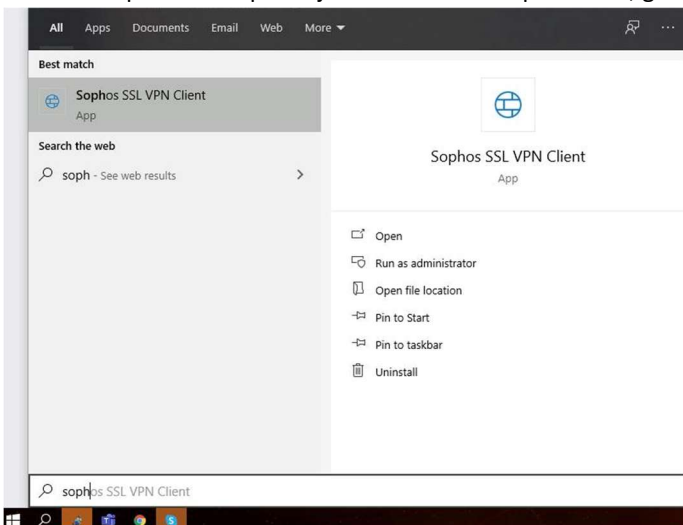 All Apps Documents Email Web More
Best match
Sophos SSL VPN Client
App
Search the web
soph - See web results
Sophos SSL VPN Client
App
Open
Run as administrator
Open file location
Pin to Start
Pin to taskbar
Uninstall
sophos SSL VPN Client